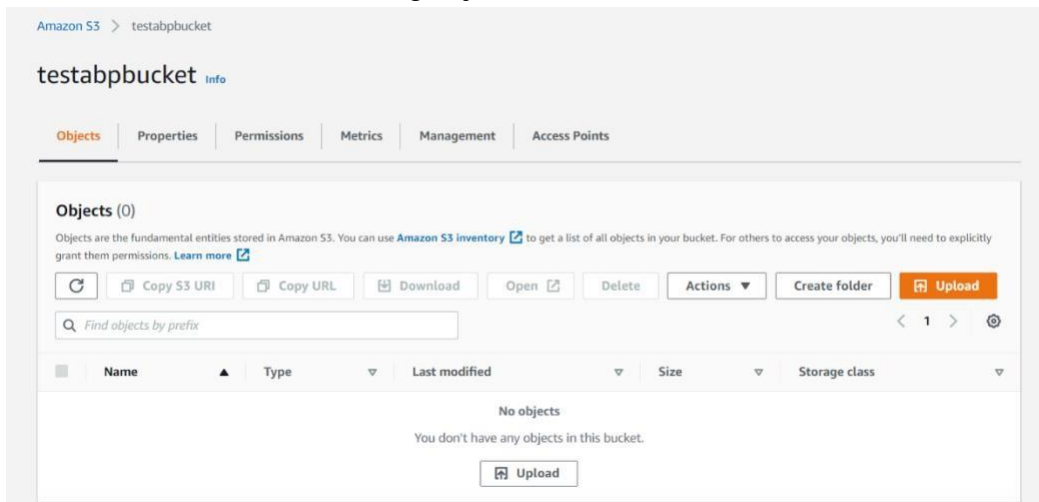 Amazon S3 > testabpbucket
testabpbucket Info
Objects Properties Permissions Metrics Management Access Points
Objects (0)
Objects are the fundamental entities stored in Amazon S3. You can use Amazon S3 inventory to get a list of all objects in your bucket. For others to access your objects, you'll need to explicitly
grant them permissions. Learn more
Copy S3 URI Copy URL Download Open Delete Actions Create folder Upload
Find objects by prefix < 1 >
Name Type Last modified Size Storage class
No objects
You don't have any objects in this bucket.
Upload